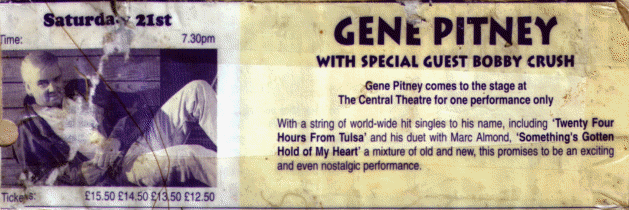 Saturday 21st
Time: 7.30pm
Tickets: £15.50 £14.50 £13.50 £12.50
GENE PITNEY
WITH SPECIAL GUEST BOBBY CRUSH
Gene Pitney comes to the stage at
The Central Theatre for one performance only
With a string of world-wide hit singles to his name, including 'Twenty Four
Hours From Tulsa' and his duet with Marc Almond, 'Something's Gotten
Hold of My Heart' a mixture of old and new, this promises to be an exciting
and even nostalgic performance.